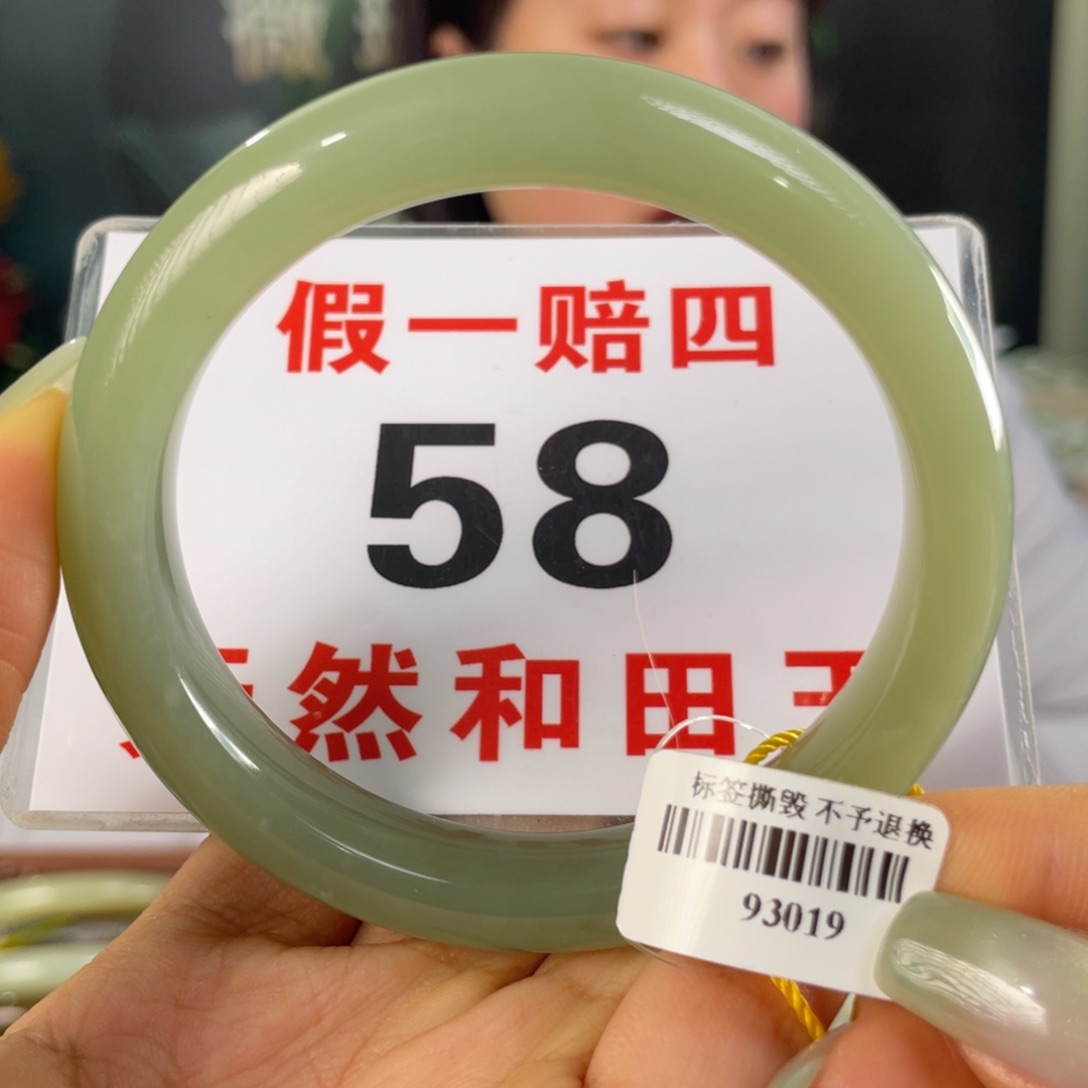 假一赔四
58
然和田
标签撕毁 不予退换
93019